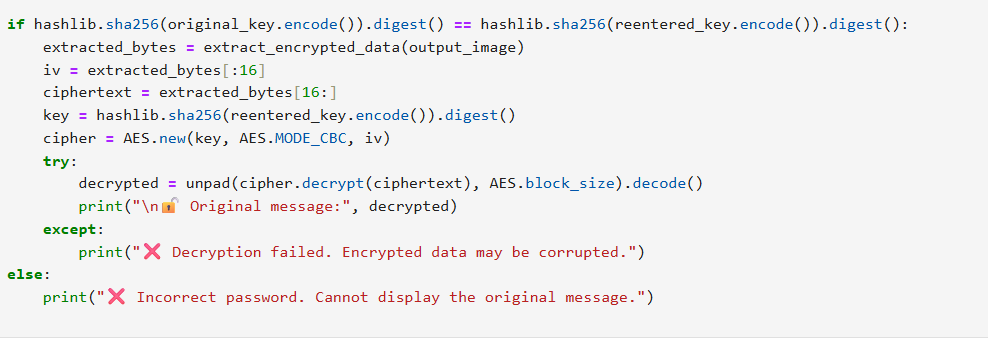 if hashlib.sha256(original_key.encode()).digest() == hashlib.sha256(reentered_key.encode()).digest():
    extracted_bytes = extract_encrypted_data(output_image)
    iv = extracted_bytes[:16]
    ciphertext = extracted_bytes[16:]
    key = hashlib.sha256(reentered_key.encode()).digest()
    cipher = AES.new(key, AES.MODE_CBC, iv)
    try:
        decrypted = unpad(cipher.decrypt(ciphertext), AES.block_size).decode()
        print("\n🔓 Original message:", decrypted)
    except:
        print("❌ Decryption failed. Encrypted data may be corrupted.")
else:
    print("❌ Incorrect password. Cannot display the original message.")